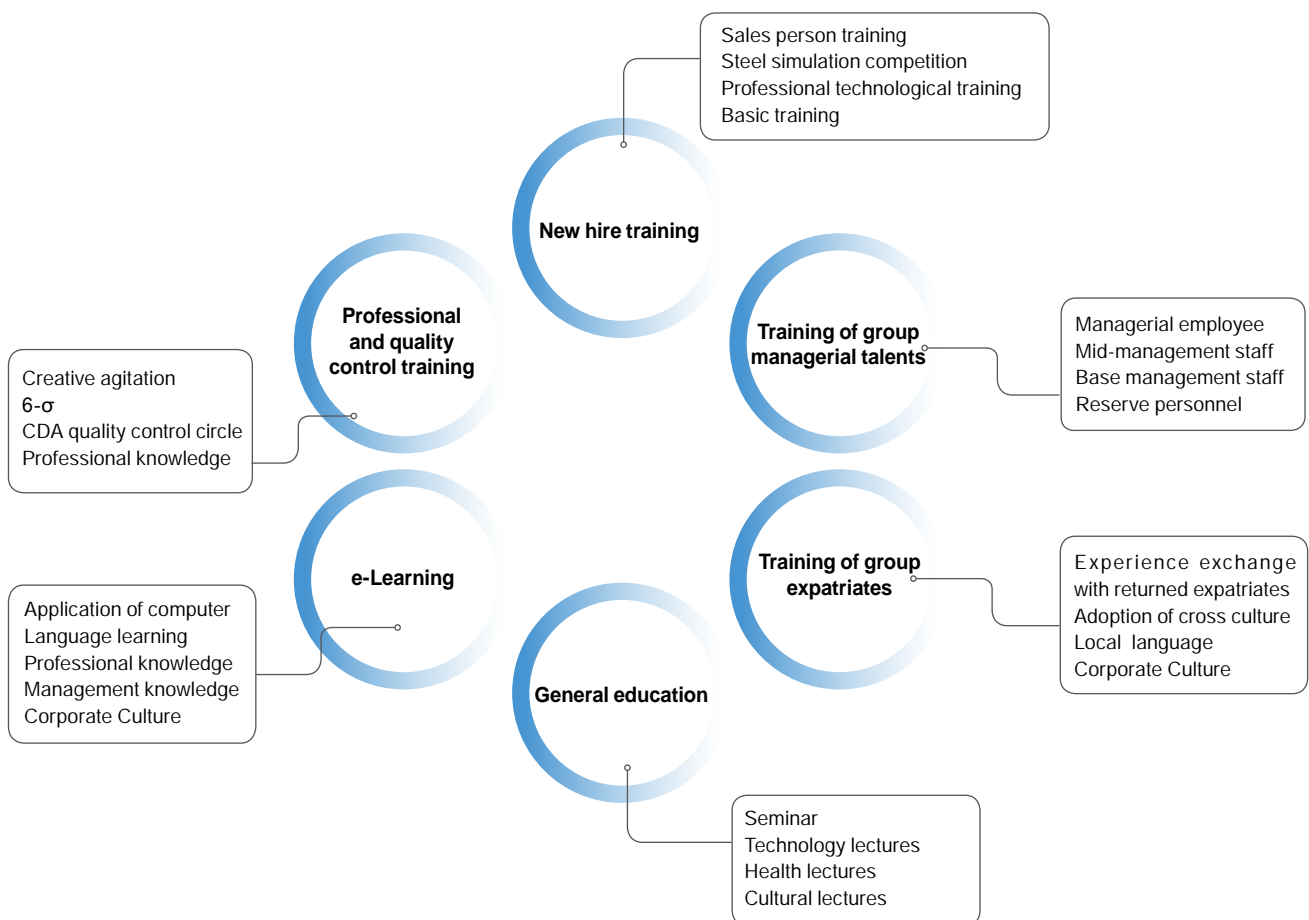 Sales person training
Steel simulation competition
Professional technological training
Basic training
New hire training
Professional
and quality
control training
Training of group
managerial talents
Managerial employee
Mid-management staff
Base management staff
Reserve personnel
Creative agitation
6-σ
CDA quality control circle
Professional knowledge
e-Learning
Training of group
expatriates
Experience exchange
with returned expatriates
Adoption of cross culture
Local language
Corporate Culture
Application of computer
Language learning
Professional knowledge
Management knowledge
Corporate Culture
General education
Seminar
Technology lectures
Health lectures
Cultural lectures